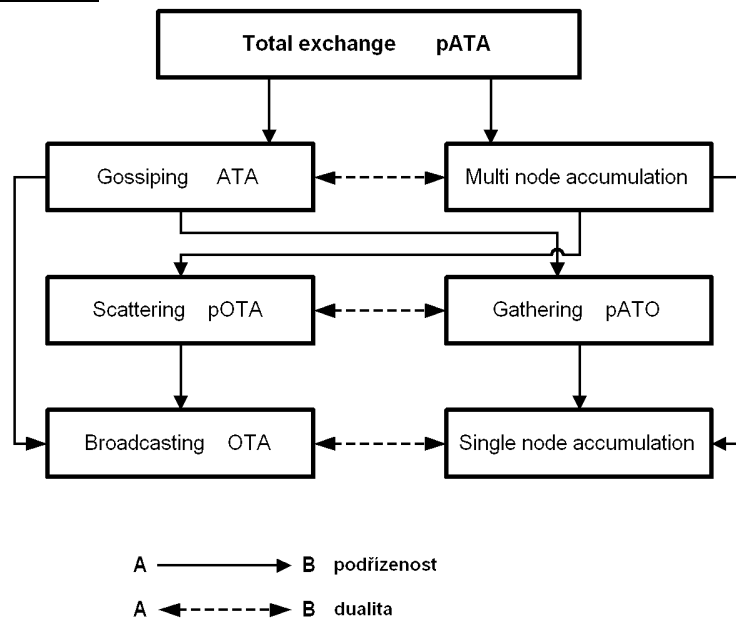 Total exchange pATA
Gossiping ATA
Multi node accumulation
Scattering pOTA
Gathering pATO
Broadcasting OTA
Single node accumulation
A B podřízenost
A B dualita